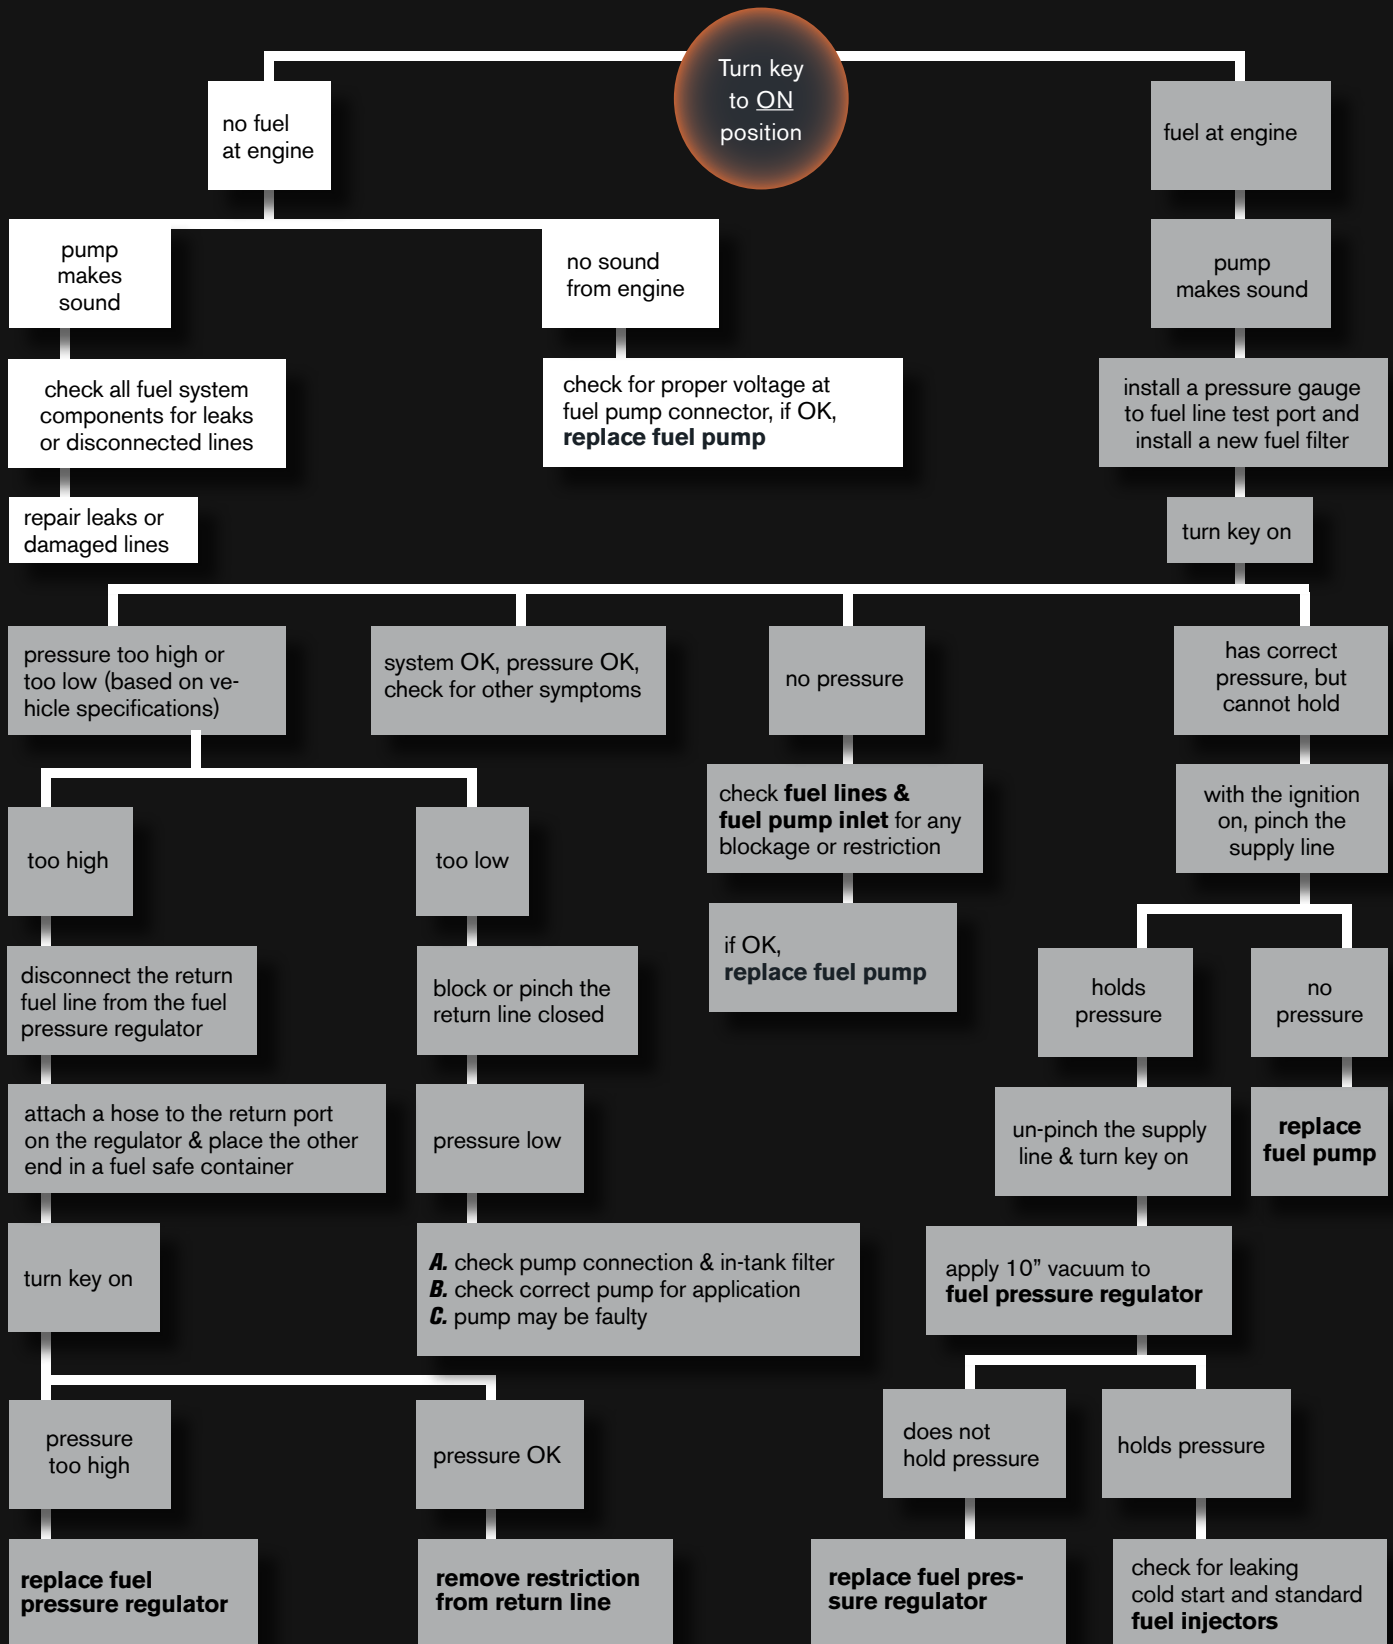 Turn key
to ON
position
no fuel
at engine
fuel at engine
pump
makes
sound
no sound
from engine
pump
makes sound
check all fuel system
components for leaks
or disconnected lines
check for proper voltage at
fuel pump connector, if OK,
replace fuel pump
install a pressure gauge
to fuel line test port and
install a new fuel filter
repair leaks or
damaged lines
turn key on
pressure too high or
too low (based on ve-
hicle specifications)
system OK, pressure OK,
check for other symptoms
no pressure
has correct
pressure, but
cannot hold
too high
too low
check fuel lines &
fuel pump inlet for any
blockage or restriction
with the ignition
on, pinch the
supply line
disconnect the return
fuel line from the fuel
pressure regulator
block or pinch the
return line closed
if OK,
replace fuel pump
holds
pressure
no
pressure
attach a hose to the return port
on the regulator & place the other
end in a fuel safe container
pressure low
un-pinch the supply
line & turn key on
replace
fuel pump
turn key on
A. check pump connection & in-tank filter
B. check correct pump for application
C. pump may be faulty
apply 10” vacuum to
fuel pressure regulator
pressure
too high
pressure OK
does not
hold pressure
holds pressure
replace fuel
pressure regulator
remove restriction
from return line
replace fuel pres-
sure regulator
check for leaking
cold start and standard
fuel injectors